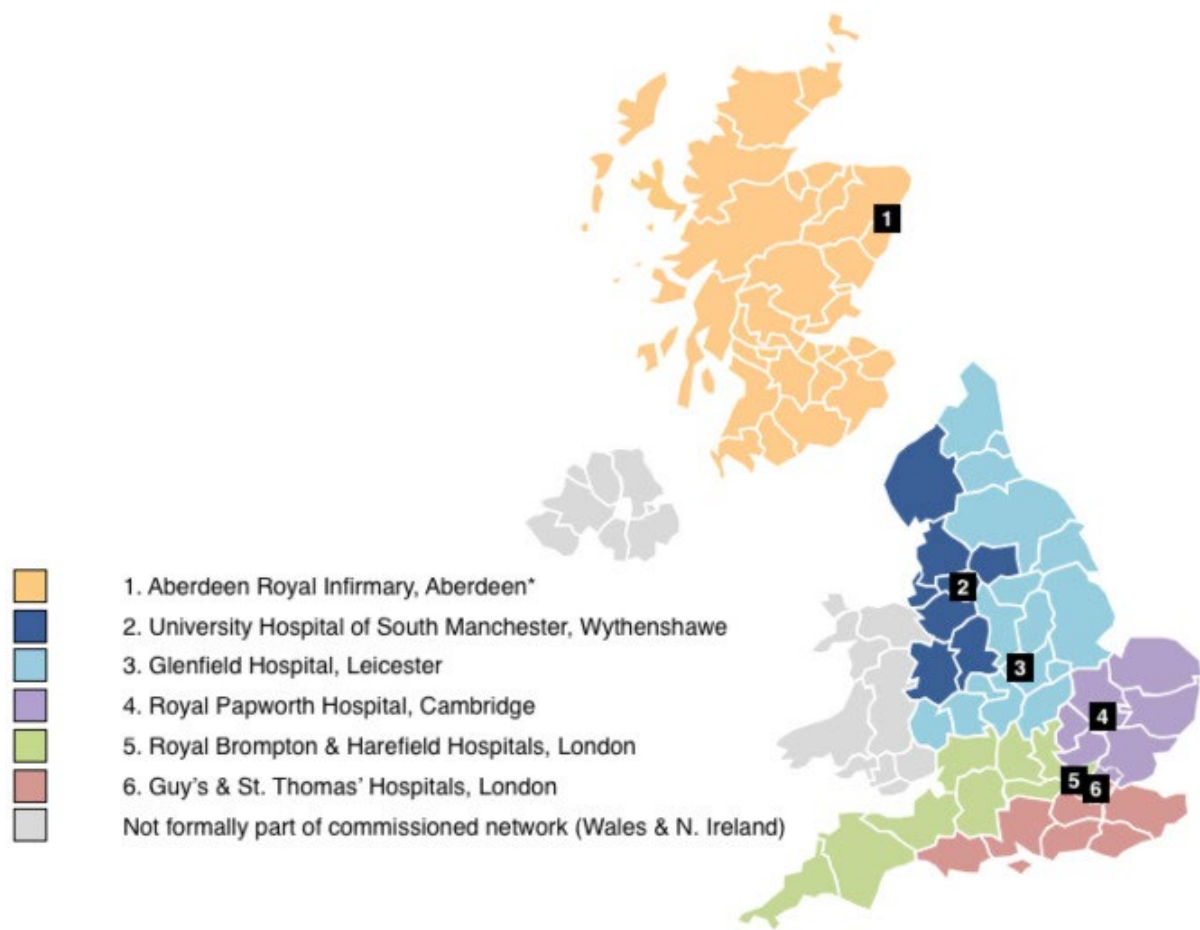 1
2
1. Aberdeen Royal Infirmary, Aberdeen*
2. University Hospital of South Manchester, Wythenshawe
3. Glenfield Hospital, Leicester
3
4. Royal Papworth Hospital, Cambridge
4
5. Royal Brompton & Harefield Hospitals, London
5
6. Guy's & St. Thomas' Hospitals, London
6
Not formally part of commissioned network (Wales & N. Ireland)